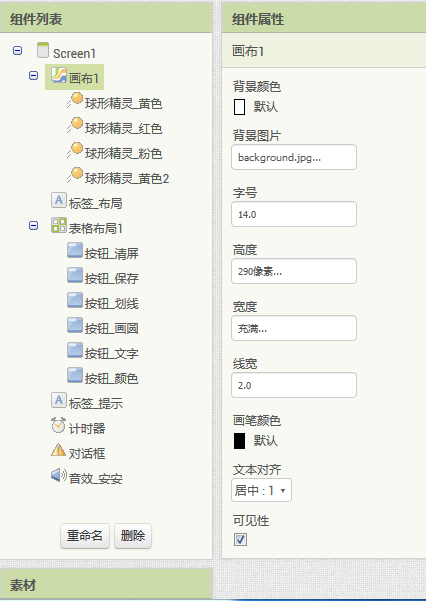 组件列表
Screen1
画布1
球形精灵_黄色
球形精灵_红色
球形精灵_粉色
球形精灵_黄色2
A 标签_布局
表格布局1
按钮_清屏
按钮_保存
按钮_划线
按钮_画圆
按钮_文字
按钮_颜色
A 标签_提示
计时器
对话框
音效_安安
重命名 删除
素材
组件属性
画布1
背景颜色
默认
背景图片
background.jpg...
字号
14.0
高度
290像素...
宽度
充满...
线宽
2.0
画笔颜色
默认
文本对齐
居中 : 1
可见性